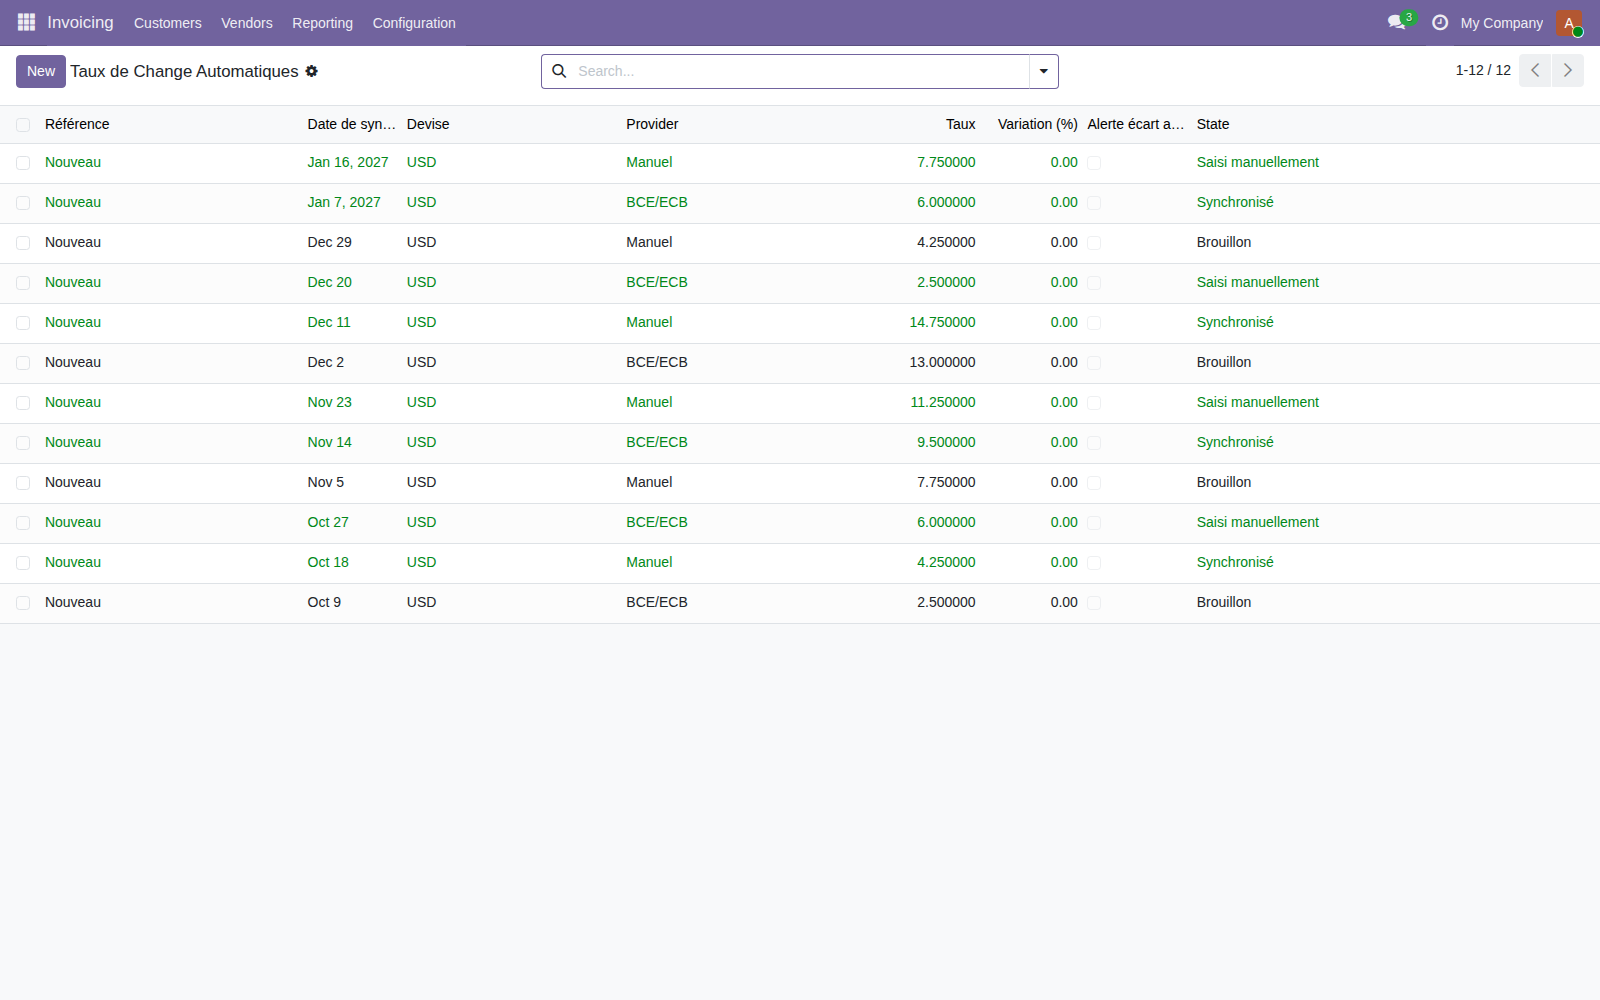 Invoicing Customers Vendors Reporting Configuration 3 My Company A
New Taux de Change Automatiques Search... 1-12 / 12
Référence Date de syn… Devise Provider Taux Variation (%) Alerte écart a… State
Nouveau Jan 16, 2027 USD Manuel 7.750000 0.00 Saisi manuellement
Nouveau Jan 7, 2027 USD BCE/ECB 6.000000 0.00 Synchronisé
Nouveau Dec 29 USD Manuel 4.250000 0.00 Brouillon
Nouveau Dec 20 USD BCE/ECB 2.500000 0.00 Saisi manuellement
Nouveau Dec 11 USD Manuel 14.750000 0.00 Synchronisé
Nouveau Dec 2 USD BCE/ECB 13.000000 0.00 Brouillon
Nouveau Nov 23 USD Manuel 11.250000 0.00 Saisi manuellement
Nouveau Nov 14 USD BCE/ECB 9.500000 0.00 Synchronisé
Nouveau Nov 5 USD Manuel 7.750000 0.00 Brouillon
Nouveau Oct 27 USD BCE/ECB 6.000000 0.00 Saisi manuellement
Nouveau Oct 18 USD Manuel 4.250000 0.00 Synchronisé
Nouveau Oct 9 USD BCE/ECB 2.500000 0.00 Brouillon